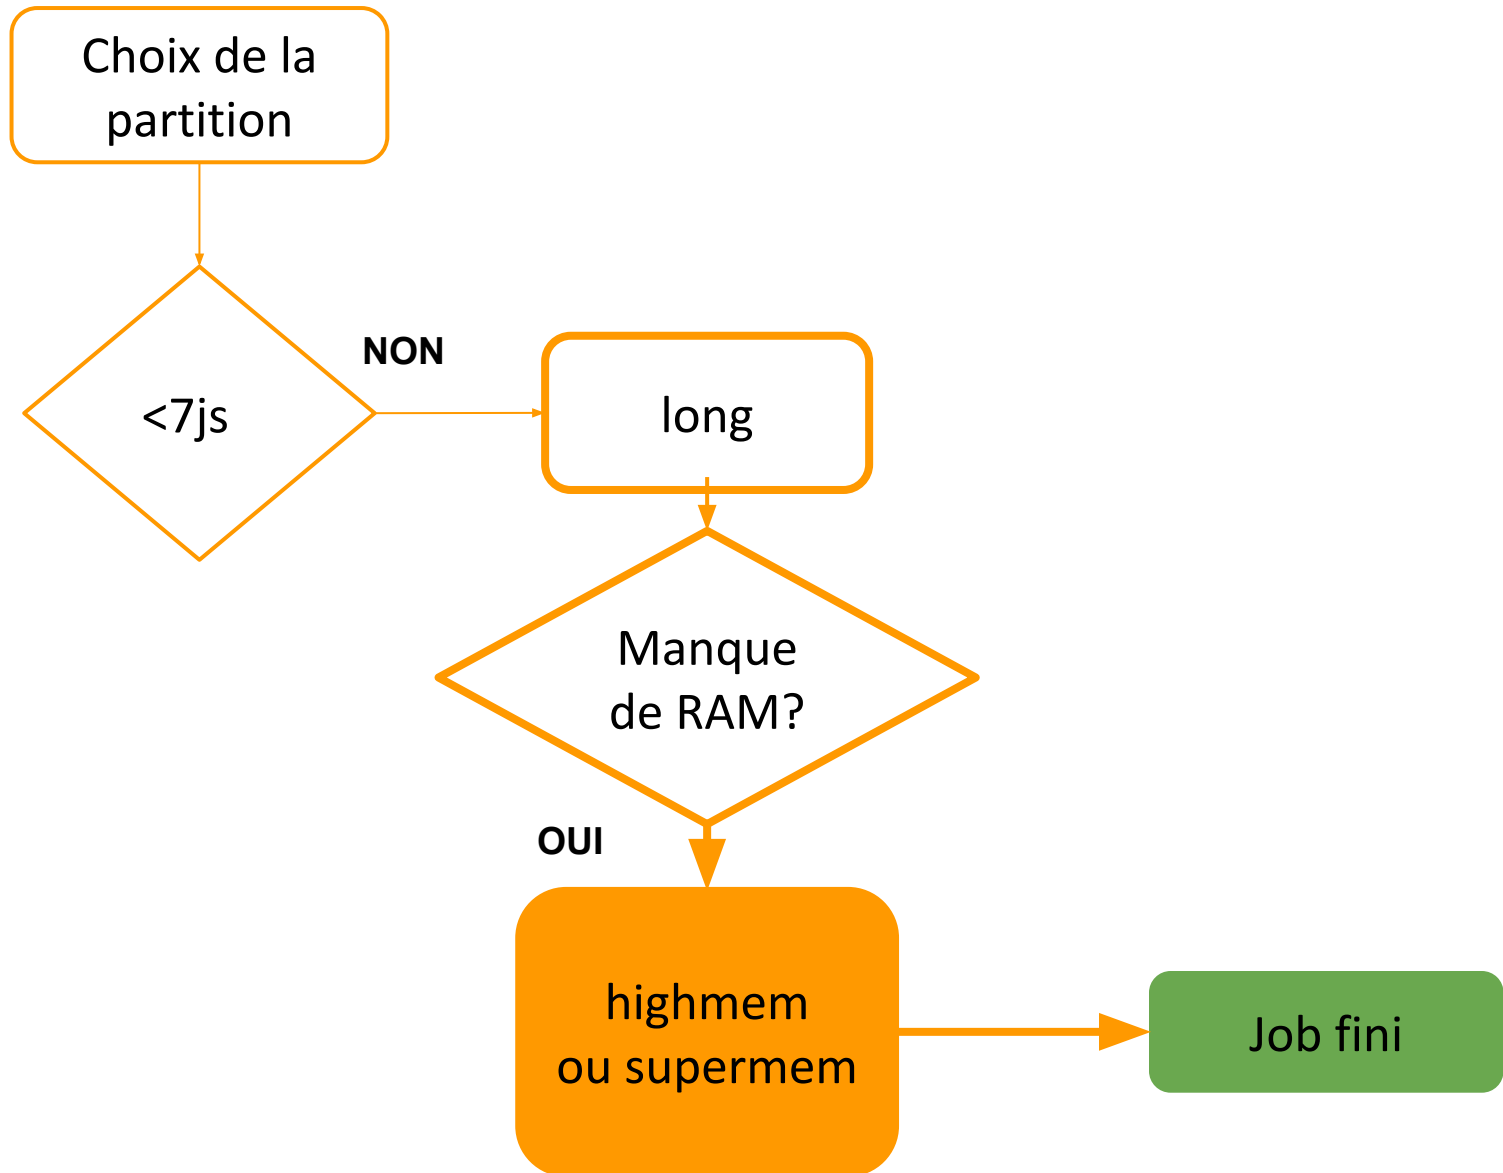 Choix de la
partition
<7js
NON
long
Manque
de RAM?
OUI
highmem
ou supermem
Job fini